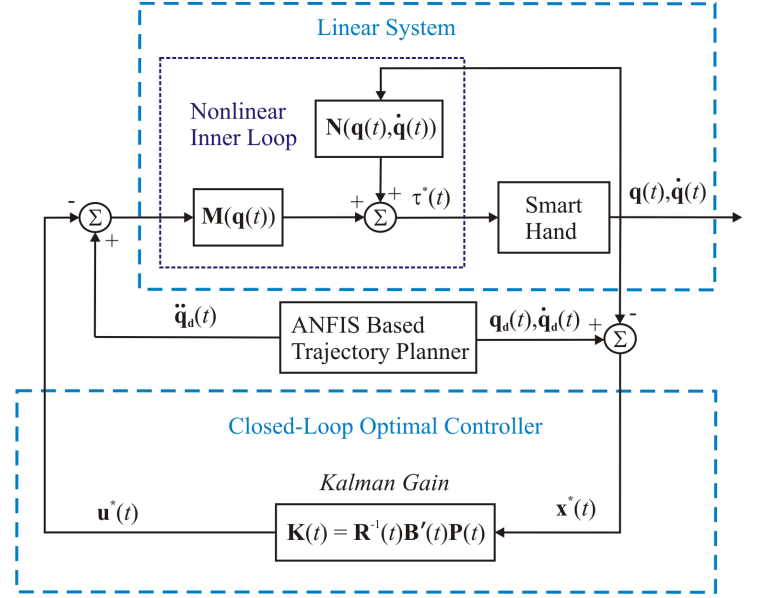 Linear System
Nonlinear
Inner Loop
N(q(t),q̇(t))
-
Σ
+
M(q(t))
+
Σ
+
τ*(t)
Smart
Hand
q(t),q̇(t)
q̈d(t)
ANFIS Based
Trajectory Planner
qd(t),q̇d(t)
+
-
Σ
Closed-Loop Optimal Controller
Kalman Gain
u*(t)
K(t) = R⁻¹(t)B′(t)P(t)
x*(t)